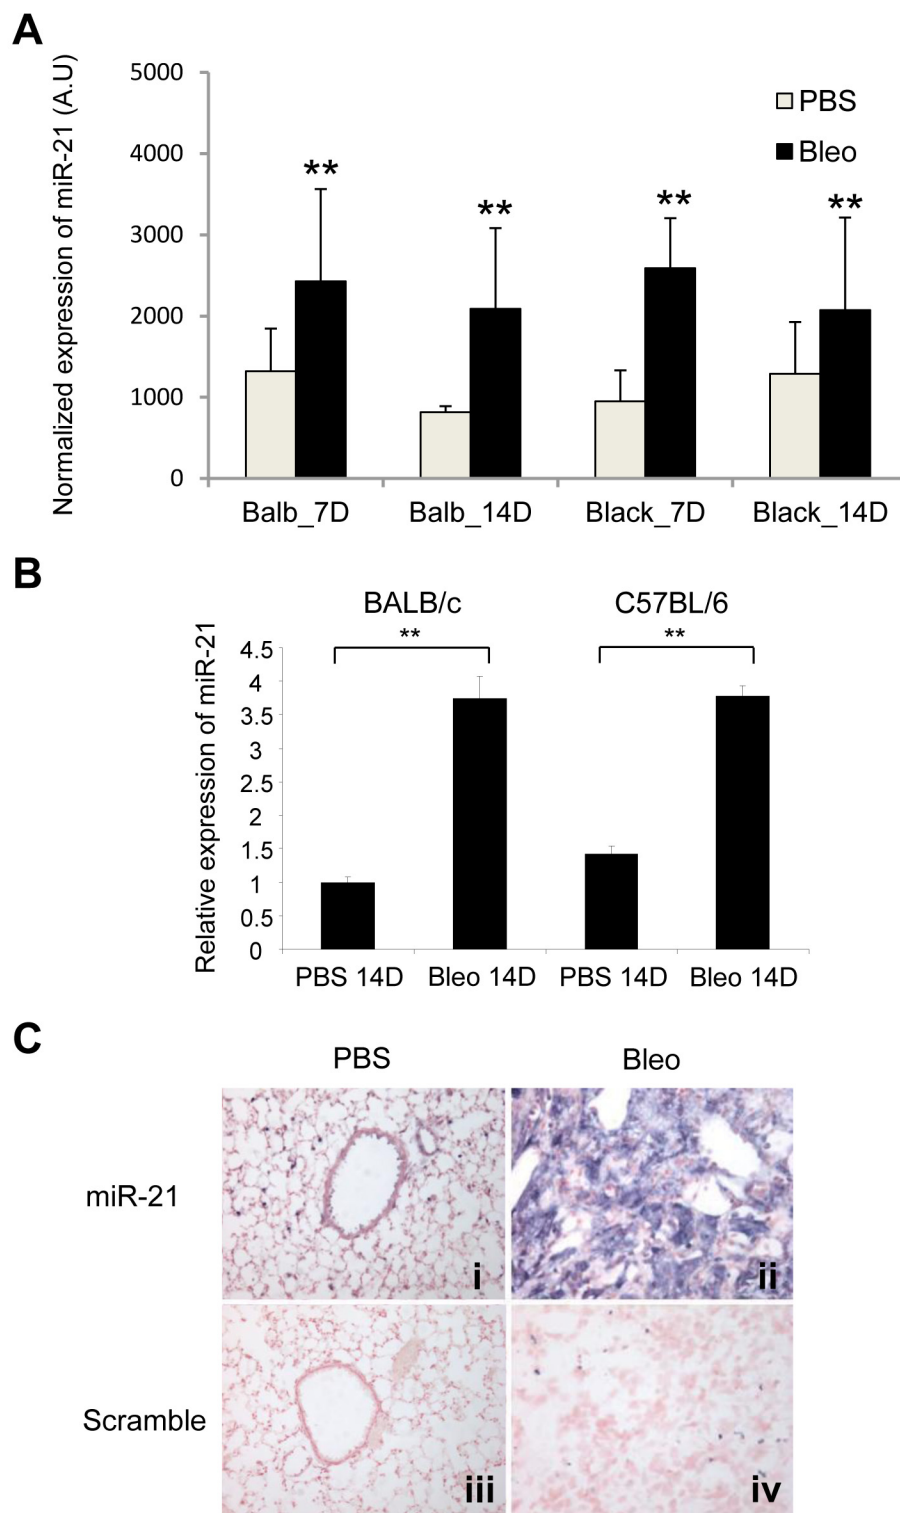 A
Normalized expression of miR-21 (A.U)
5000
4000
3000
2000
1000
0
PBS
Bleo
**
**
**
**
Balb_7D
Balb_14D
Black_7D
Black_14D
B
BALB/c
C57BL/6
**
**
Relative expression of miR-21
4.5
4
3.5
3
2.5
2
1.5
1
0.5
0
PBS 14D
Bleo 14D
PBS 14D
Bleo 14D
C
PBS
Bleo
miR-21
i
ii
Scramble
iii
iv